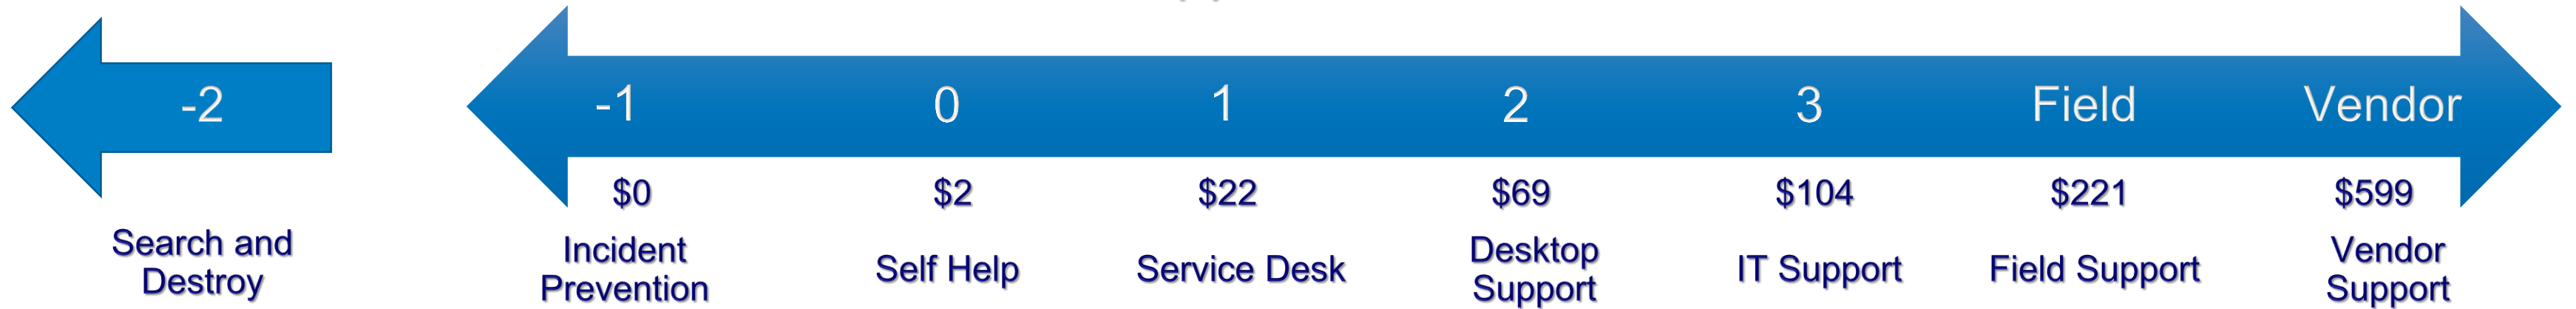 -2
-1 0 1 2 3 Field Vendor
$0 $2 $22 $69 $104 $221 $599
Search and
Destroy
Incident
Prevention
Self Help
Service Desk
Desktop
Support
IT Support
Field Support
Vendor
Support